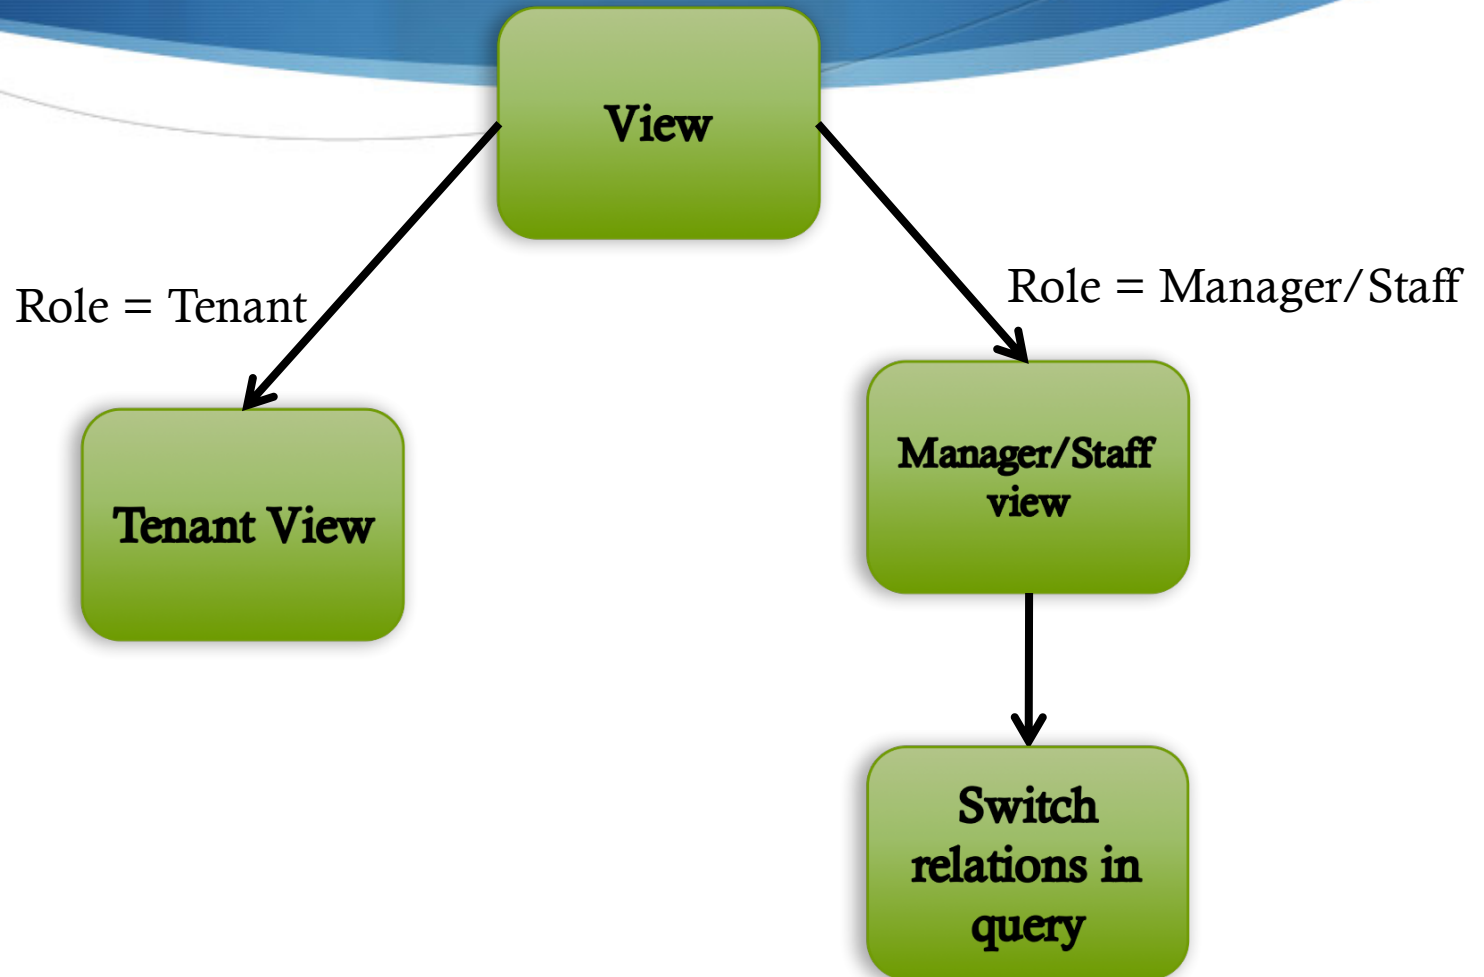 View
Role = Manager/Staff
Role = Tenant
Manager/Staff
view
Tenant View
Switch
relations in
query